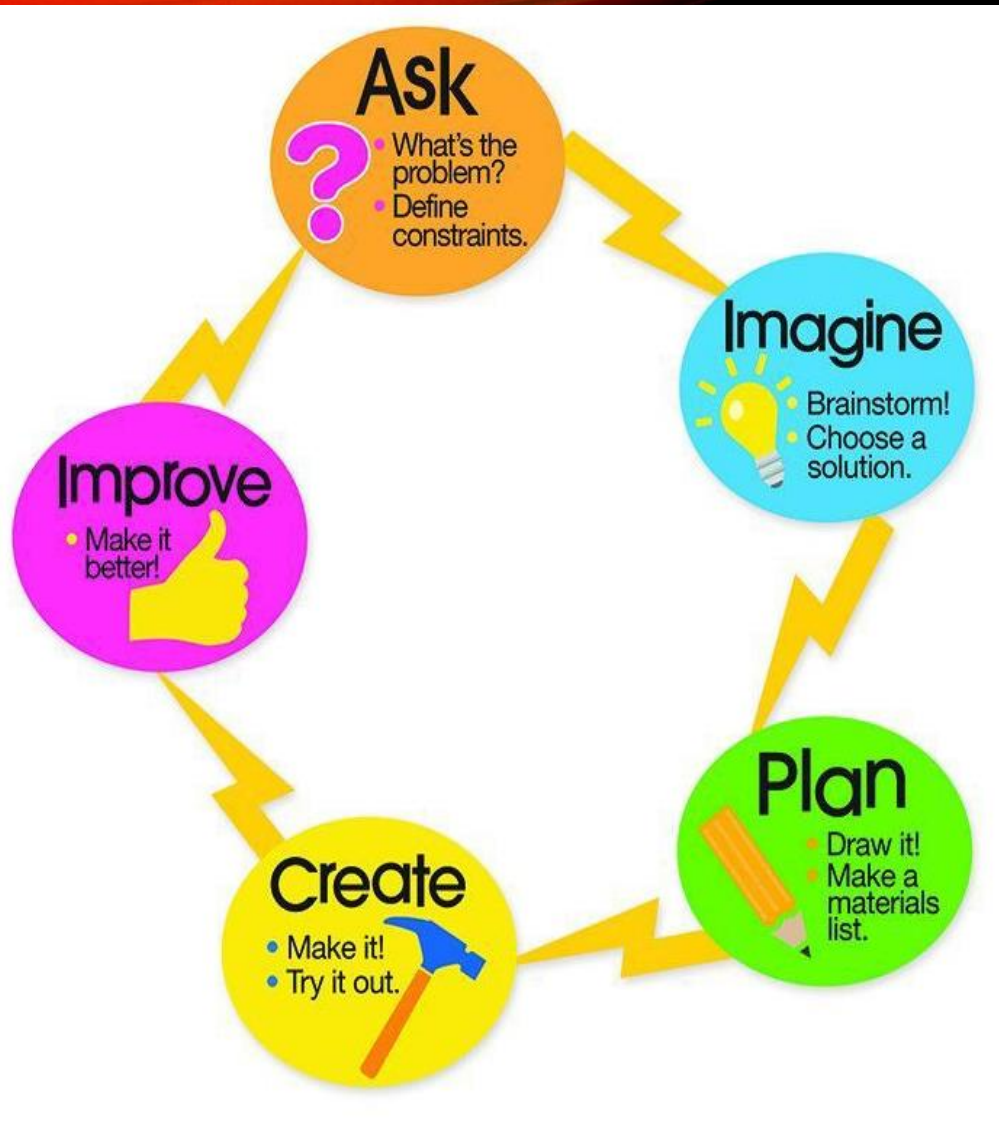 Ask
?
• What's the
problem?
• Define
constraints.
Imagine
• Brainstorm!
• Choose a
solution.
Plan
• Draw it!
• Make a
materials
list.
Create
• Make it!
• Try it out.
Improve
• Make it
better!